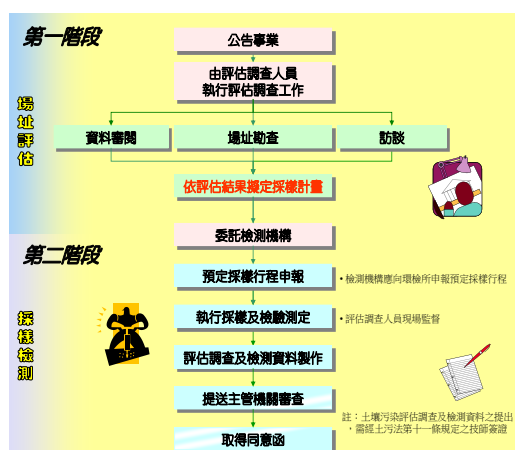 第一階段
公告事業
由評估調查人員
執行評估調查工作
場址評估
資料審閱
場址勘查
訪談
依評估結果擬定採樣計畫
委託檢測機構
第二階段
預定採樣行程申報
•檢測機構應向環檢所申報預定採樣行程
採樣檢測
執行採樣及檢驗測定
•評估調查人員現場監督
評估調查及檢測資料製作
提送主管機關審查
註：土壤污染評估調查及檢測資料之提出
，需經土污法第十一條規定之技師簽證
取得同意函